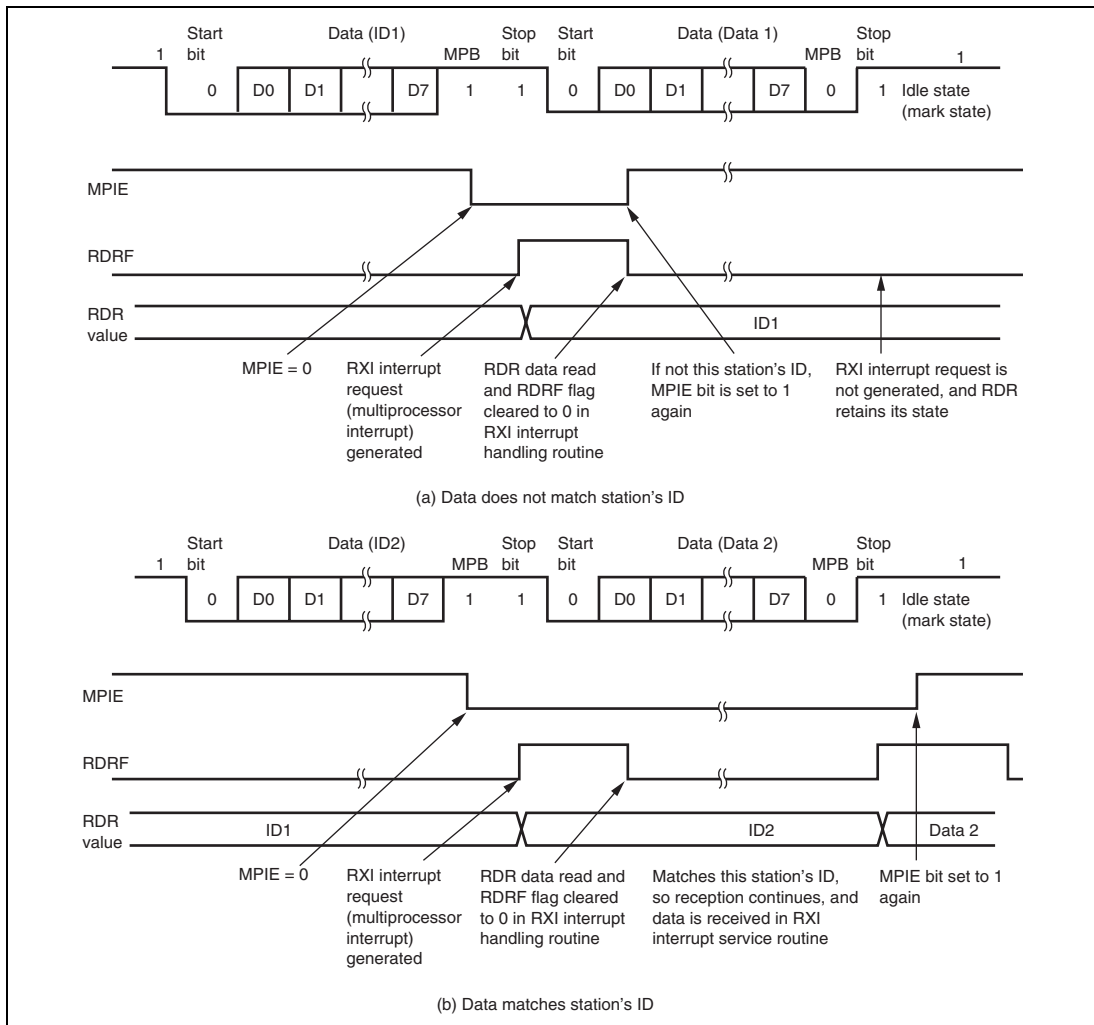 Start Data (ID1) Stop Start Data (Data 1) Stop
1 bit MPB bit bit MPB bit 1
0 D0 D1 D7 1 1 0 D0 D1 D7 0 1 Idle state
(mark state)
MPIE
RDRF
RDR
value
ID1
MPIE = 0
RXI interrupt
request
(multiprocessor
interrupt)
generated
RDR data read
and RDRF flag
cleared to 0 in
RXI interrupt
handling routine
If not this station's ID,
MPIE bit is set to 1
again
RXI interrupt request is
not generated, and RDR
retains its state
(a) Data does not match station's ID
Start Data (ID2) Stop Start Data (Data 2) Stop
1 bit MPB bit bit MPB bit 1
0 D0 D1 D7 1 1 0 D0 D1 D7 0 1 Idle state
(mark state)
MPIE
RDRF
RDR
value
ID1 ID2 Data 2
MPIE = 0
RXI interrupt
request
(multiprocessor
interrupt)
generated
RDR data read and
RDRF flag cleared
to 0 in RXI interrupt
handling routine
Matches this station's ID,
so reception continues, and
data is received in RXI
interrupt service routine
MPIE bit set to 1
again
(b) Data matches station's ID